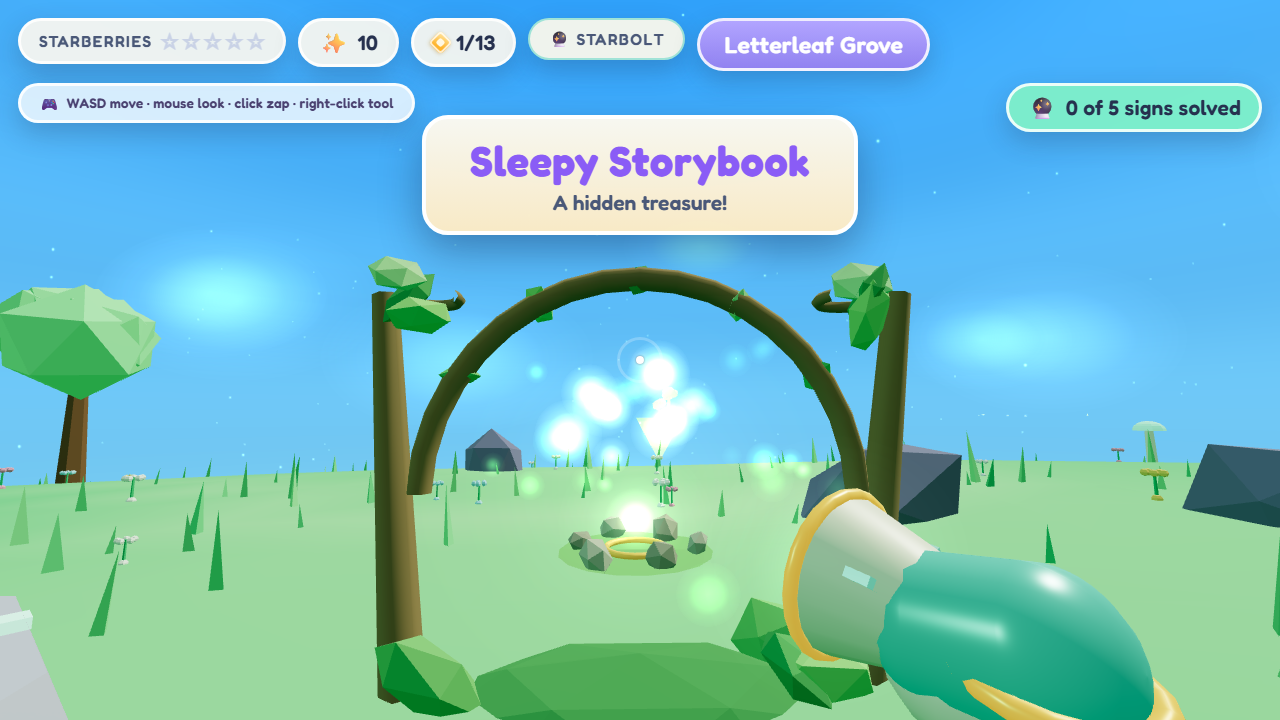 STARBERRIES
10
1/13
STARBOLT
Letterleaf Grove
WASD move · mouse look · click zap · right-click tool
0 of 5 signs solved
Sleepy Storybook
A hidden treasure!